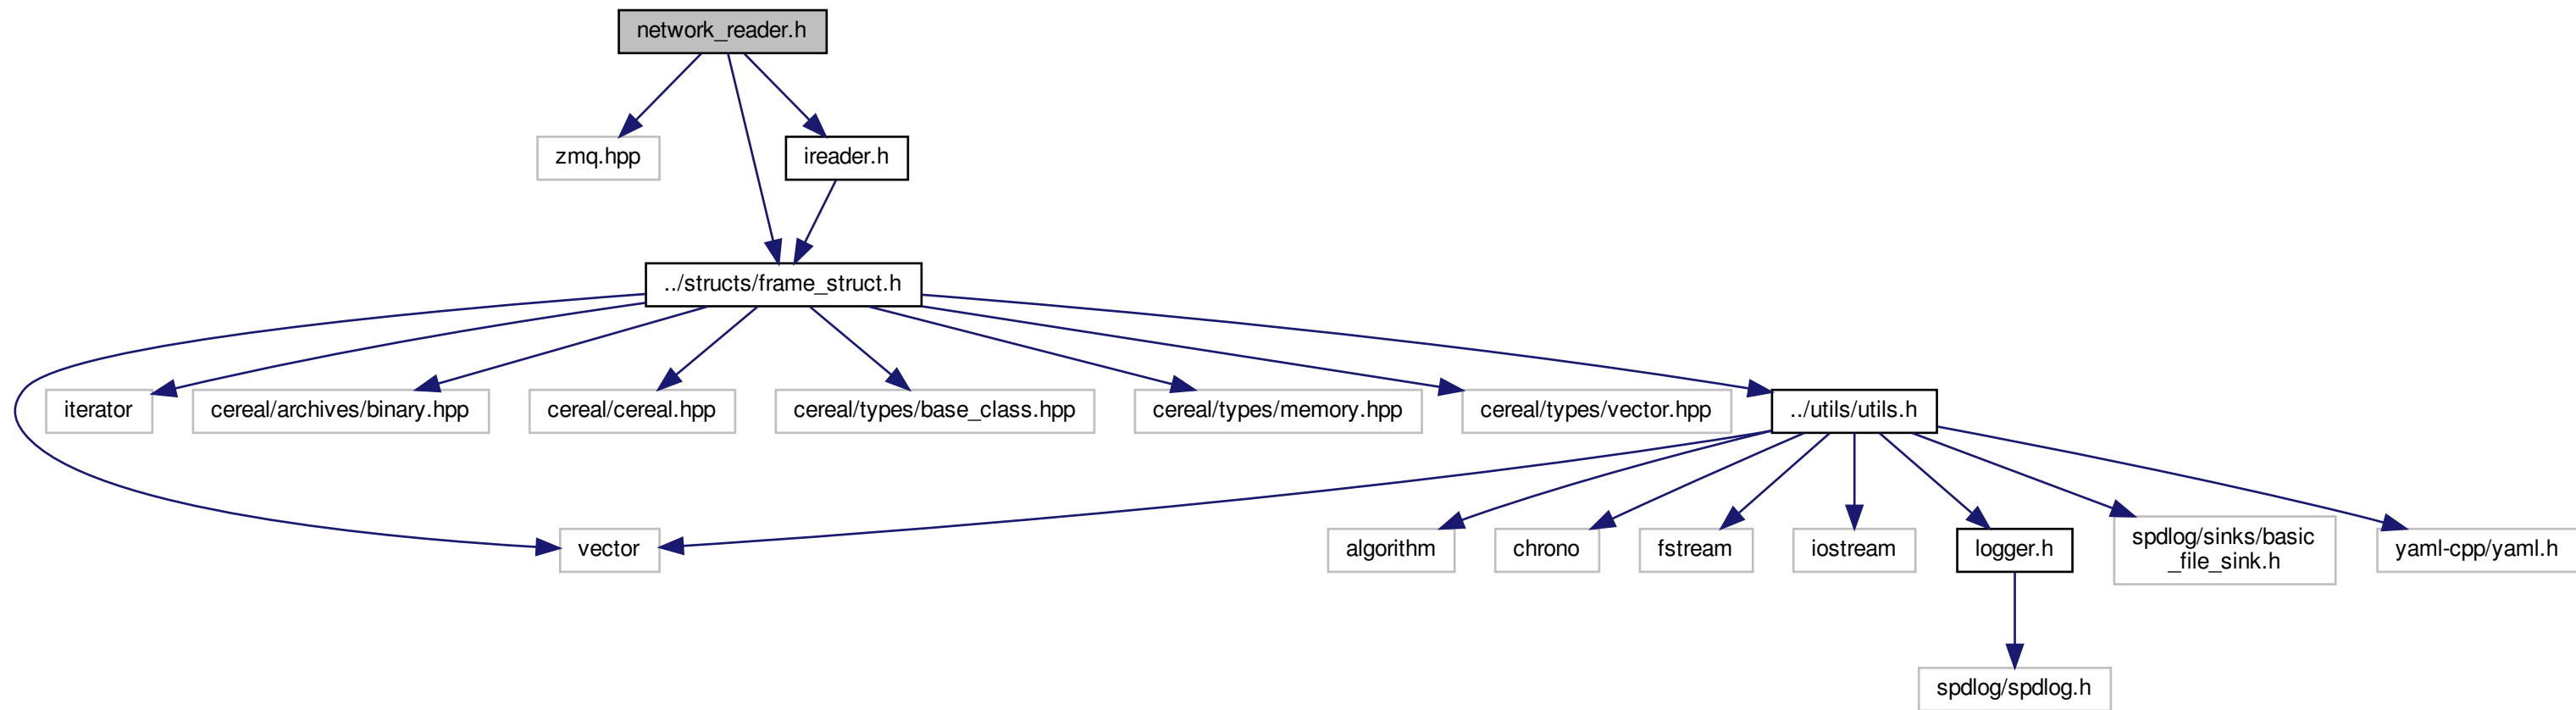 network_reader.h
zmq.hpp
ireader.h
../structs/frame_struct.h
iterator
cereal/archives/binary.hpp
cereal/cereal.hpp
cereal/types/base_class.hpp
cereal/types/memory.hpp
cereal/types/vector.hpp
../utils/utils.h
vector
algorithm
chrono
fstream
iostream
logger.h
spdlog/sinks/basic
_file_sink.h
yaml-cpp/yaml.h
spdlog/spdlog.h